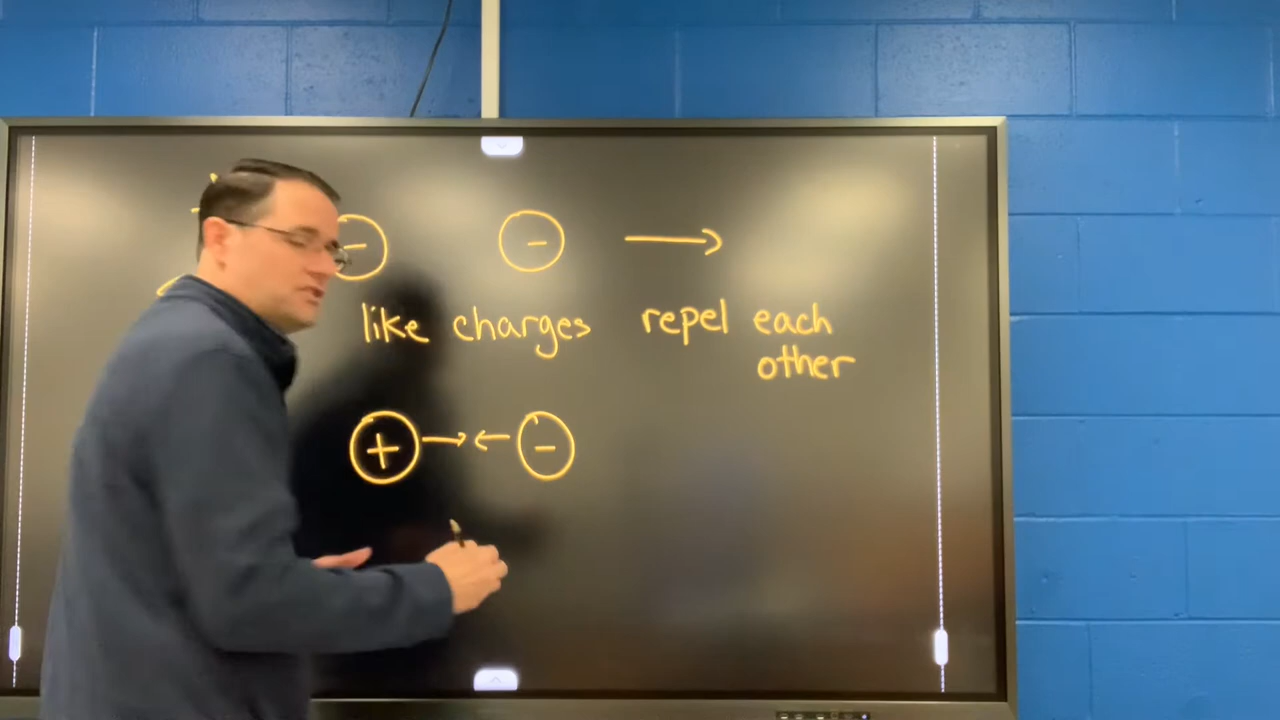 - - →
like charges repel each
other
+ → ← -